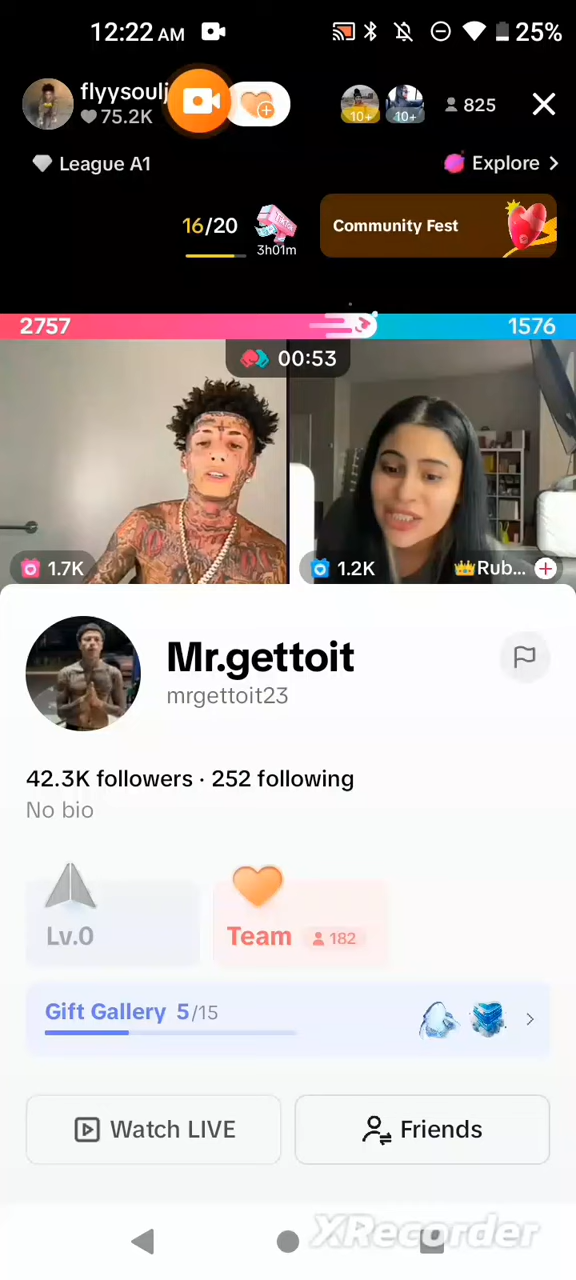 12:22 AM
25%
flyysoulj
75.2K
10+
10+
825
League A1
Explore >
16/20
3h01m
Community Fest
2757
1576
00:53
1.7K
1.2K
Rub...
Mr.gettoit
mrgettoit23
42.3K followers · 252 following
No bio
Lv.0
Team 182
Gift Gallery 5/15
Watch LIVE
Friends
XRecorder